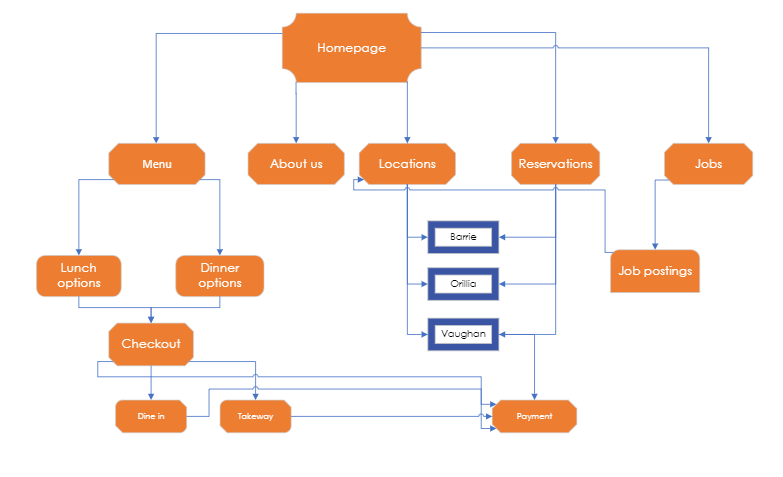 Homepage
Menu
About us
Locations
Reservations
Jobs
Barrie
Lunch
options
Dinner
options
Job postings
Orillia
Vaughan
Checkout
Dine in
Takeway
Payment